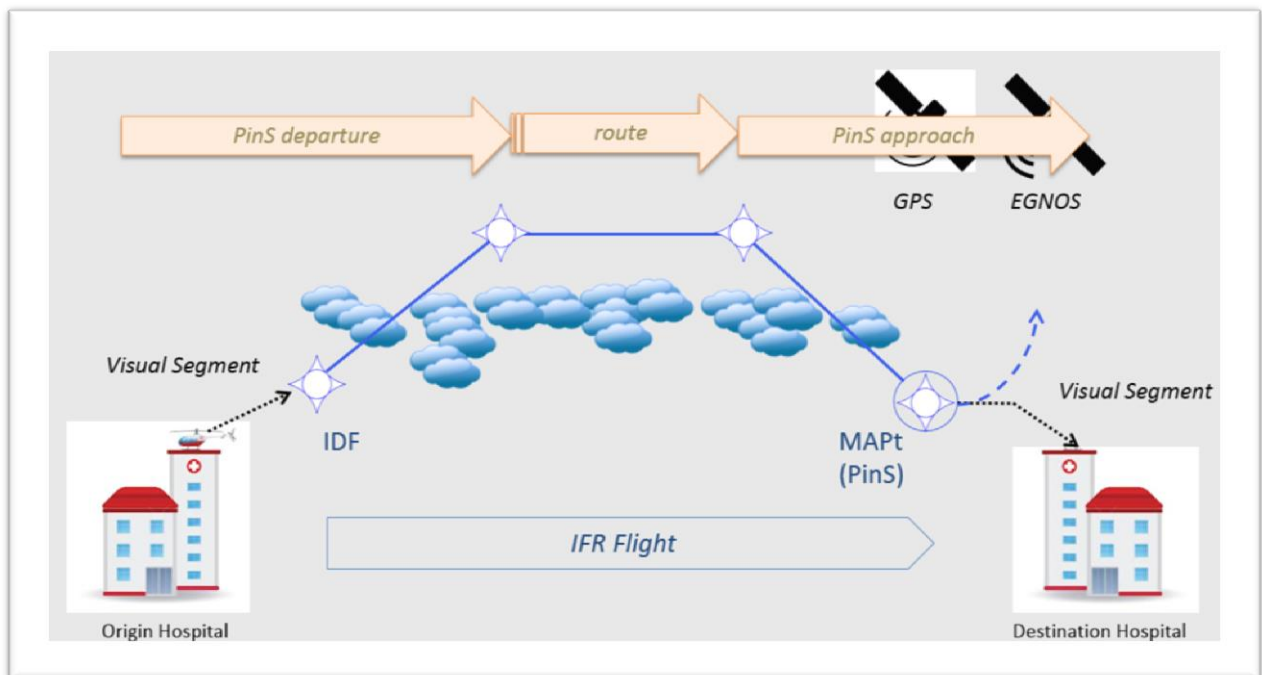 PinS departure
route
PinS approach
GPS
EGNOS
Visual Segment
Visual Segment
IDF
MAPt
(PinS)
IFR Flight
Origin Hospital
Destination Hospital